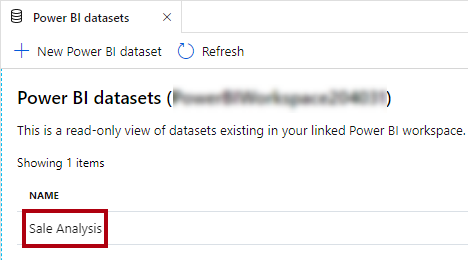 Power BI datasets
New Power BI dataset
Refresh
Power BI datasets (
)
This is a read-only view of datasets existing in your linked Power BI workspace.
Showing 1 items
NAME
Sale Analysis